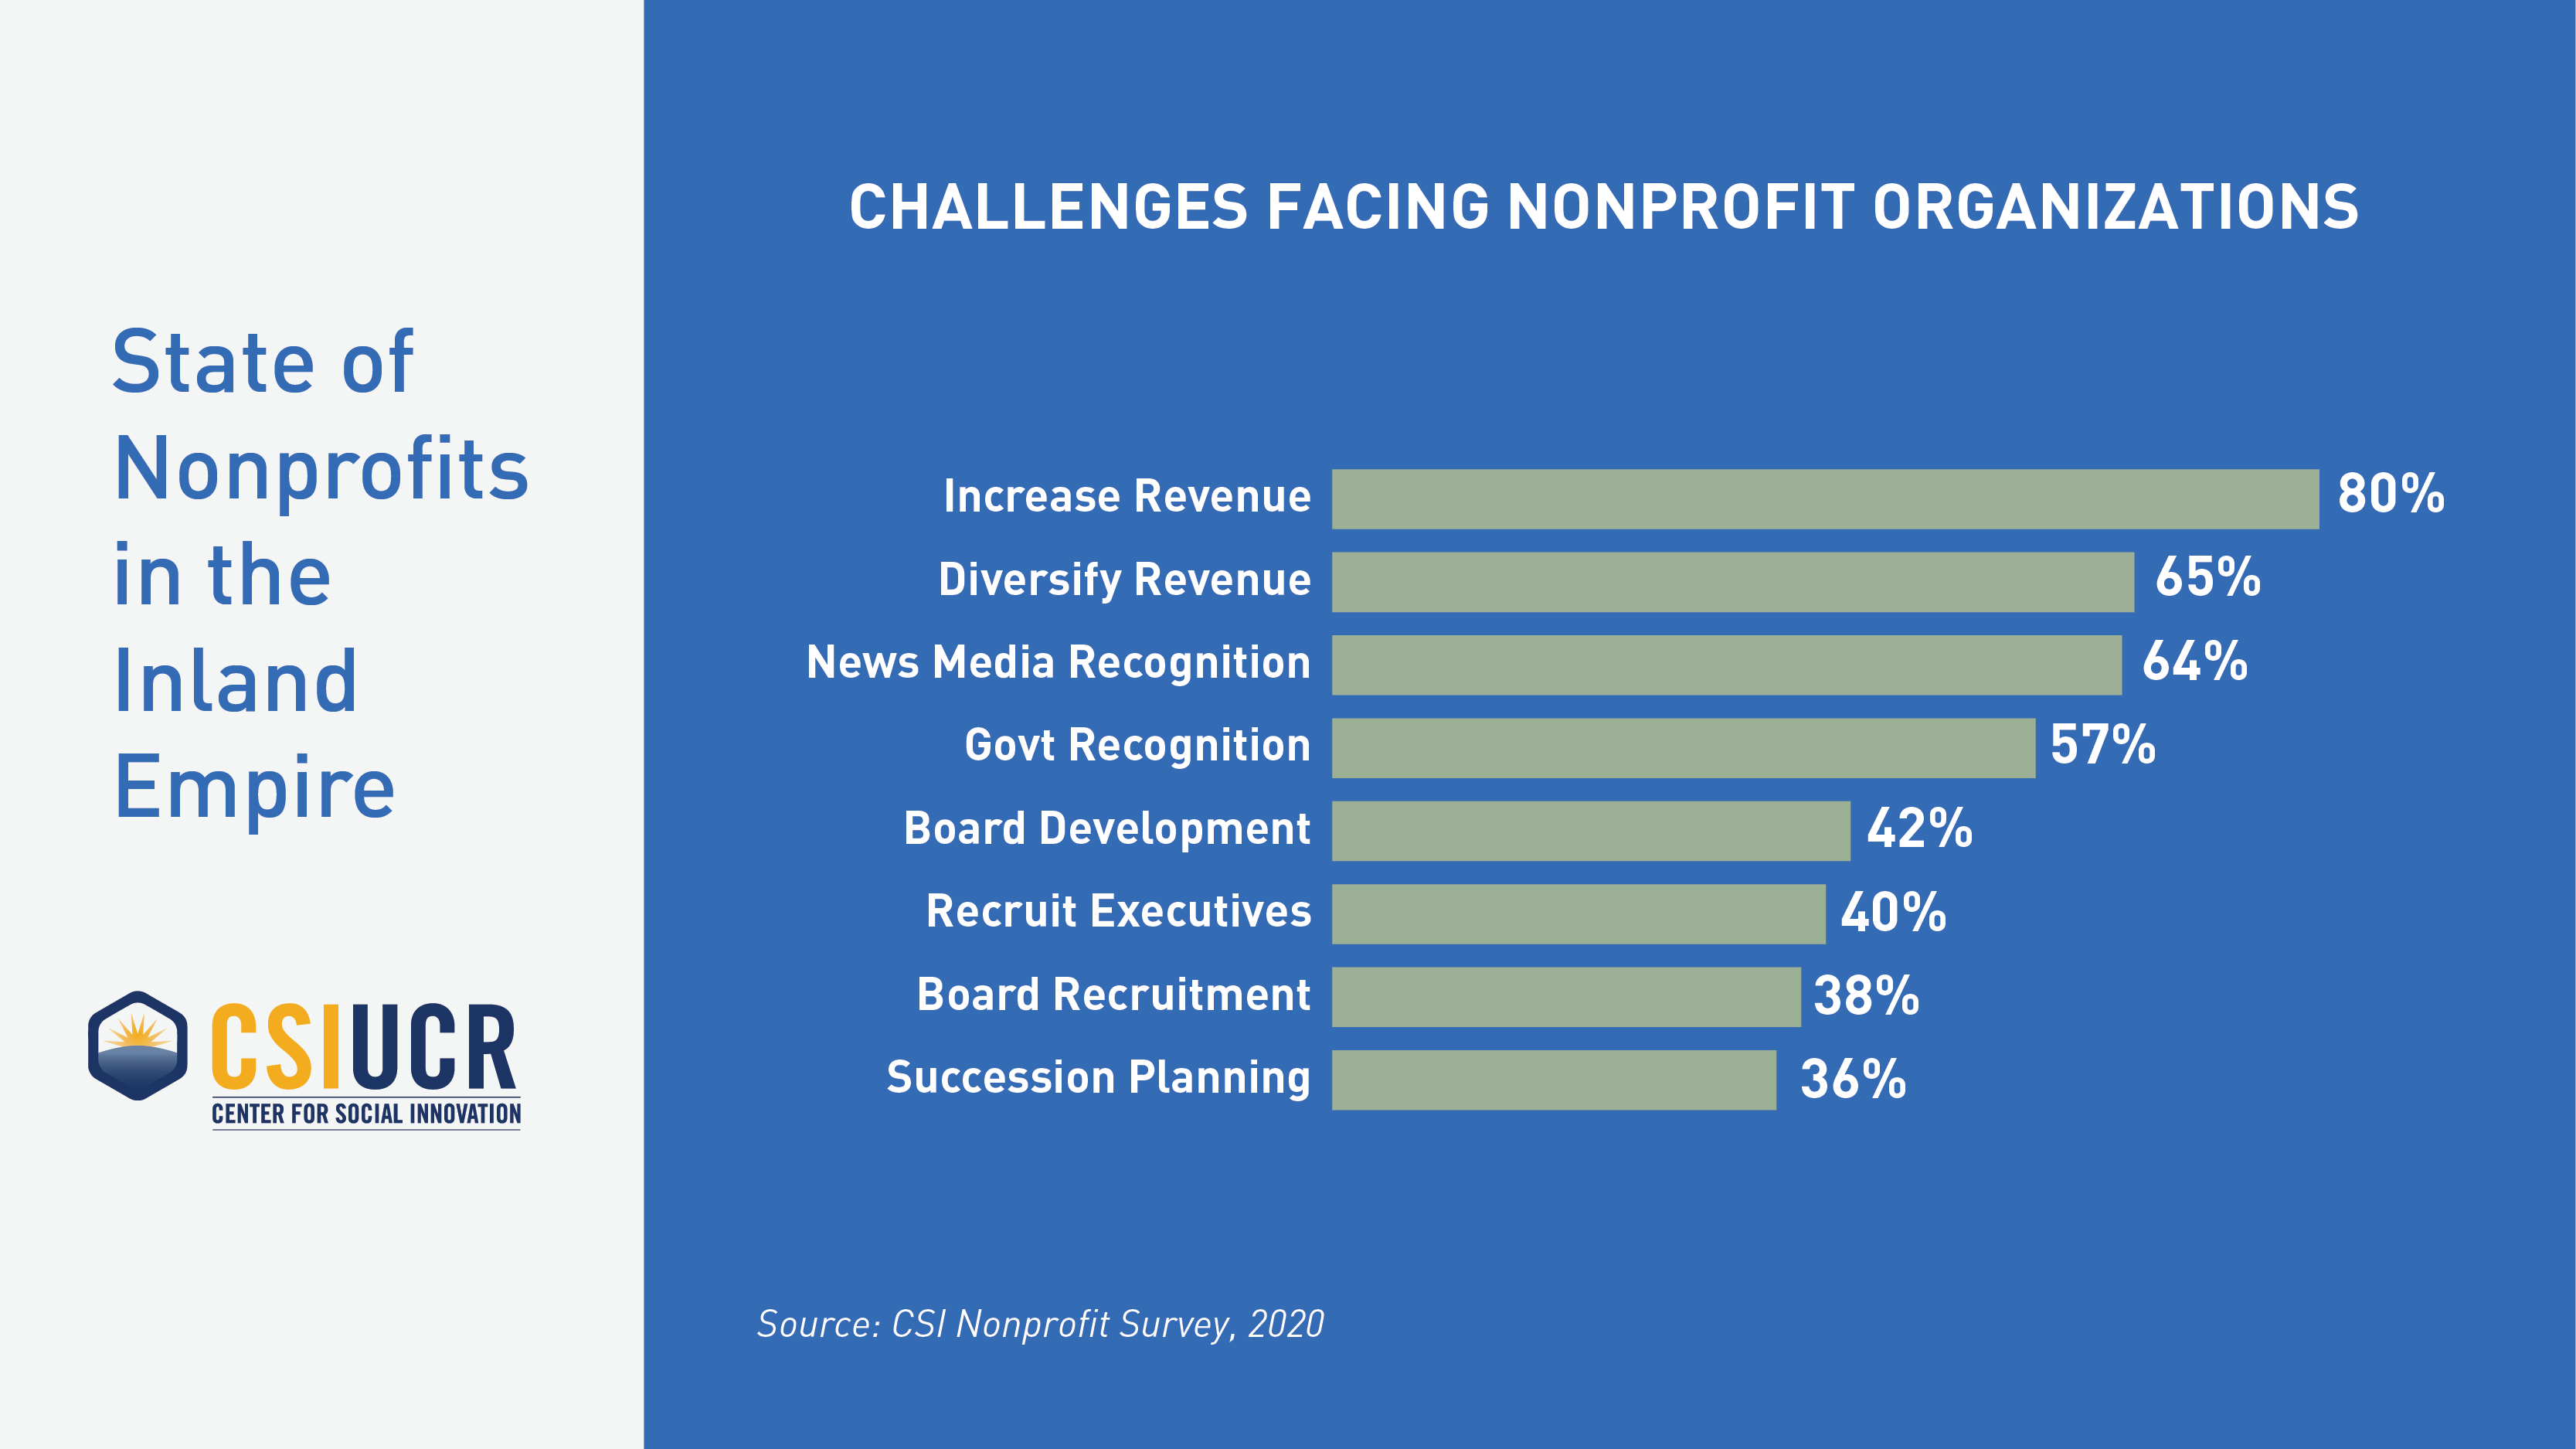 State of
Nonprofits
in the
Inland
Empire
CSIUCR
CENTER FOR SOCIAL INNOVATION
CHALLENGES FACING NONPROFIT ORGANIZATIONS
Increase Revenue 80%
Diversify Revenue 65%
News Media Recognition 64%
Govt Recognition 57%
Board Development 42%
Recruit Executives 40%
Board Recruitment 38%
Succession Planning 36%
Source: CSI Nonprofit Survey, 2020